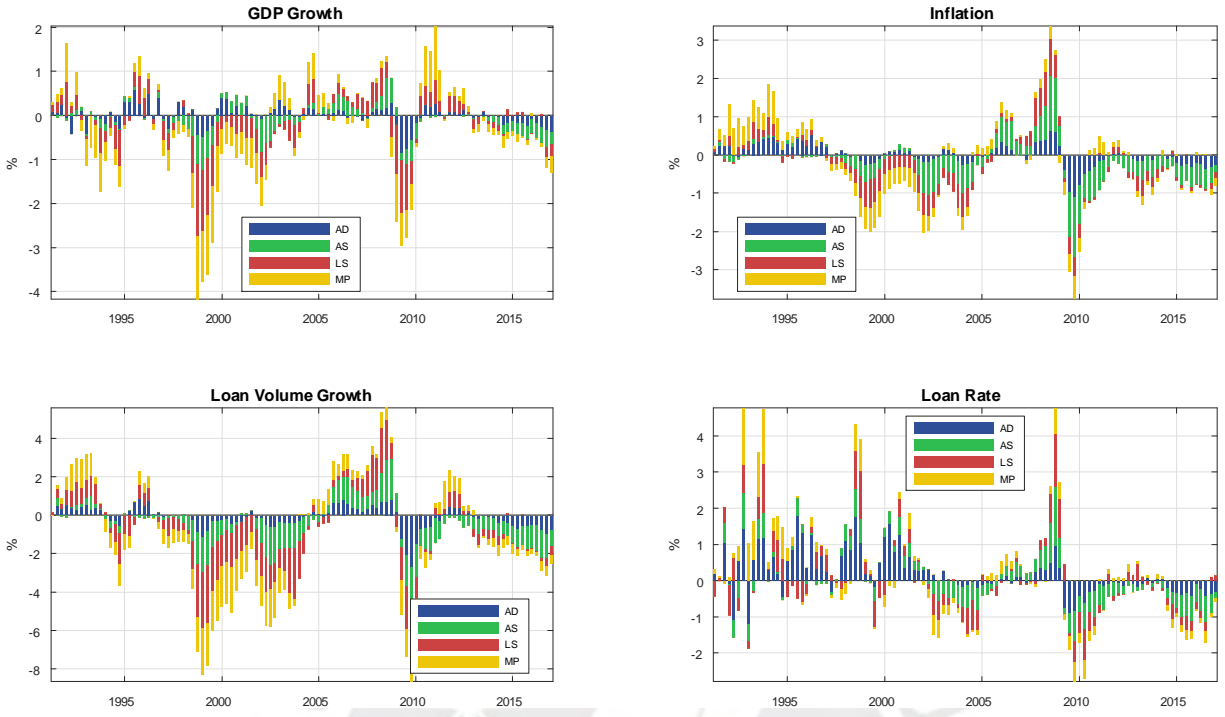 GDP Growth
2
1
0
-1
-2
-3
-4
%
AD
AS
LS
MP
1995
2000
2005
2010
2015
Inflation
3
2
1
0
-1
-2
-3
%
AD
AS
LS
MP
1995
2000
2005
2010
2015
Loan Volume Growth
4
2
0
-2
-4
-6
-8
%
AD
AS
LS
MP
1995
2000
2005
2010
2015
Loan Rate
4
3
2
1
0
-1
-2
%
AD
AS
LS
MP
1995
2000
2005
2010
2015